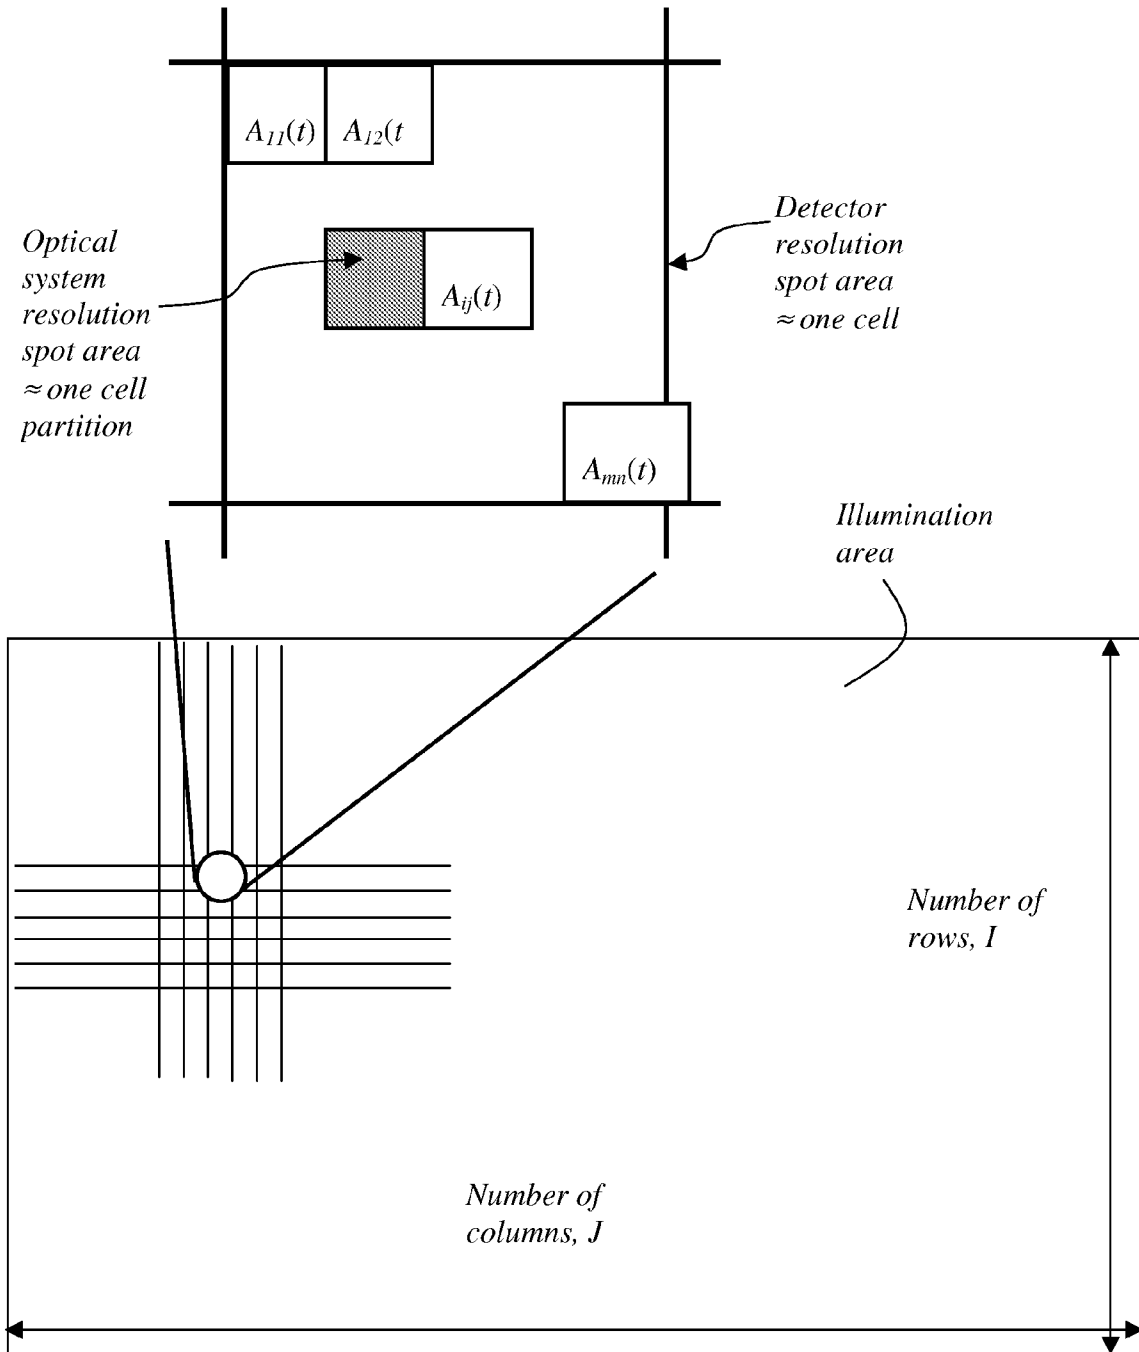 A11(t)
A12(t
Detector
resolution
spot area
≈ one cell
Optical
system
resolution
spot area
≈ one cell
partition
Aij(t)
Amn(t)
Illumination
area
Number of
rows, I
Number of
columns, J